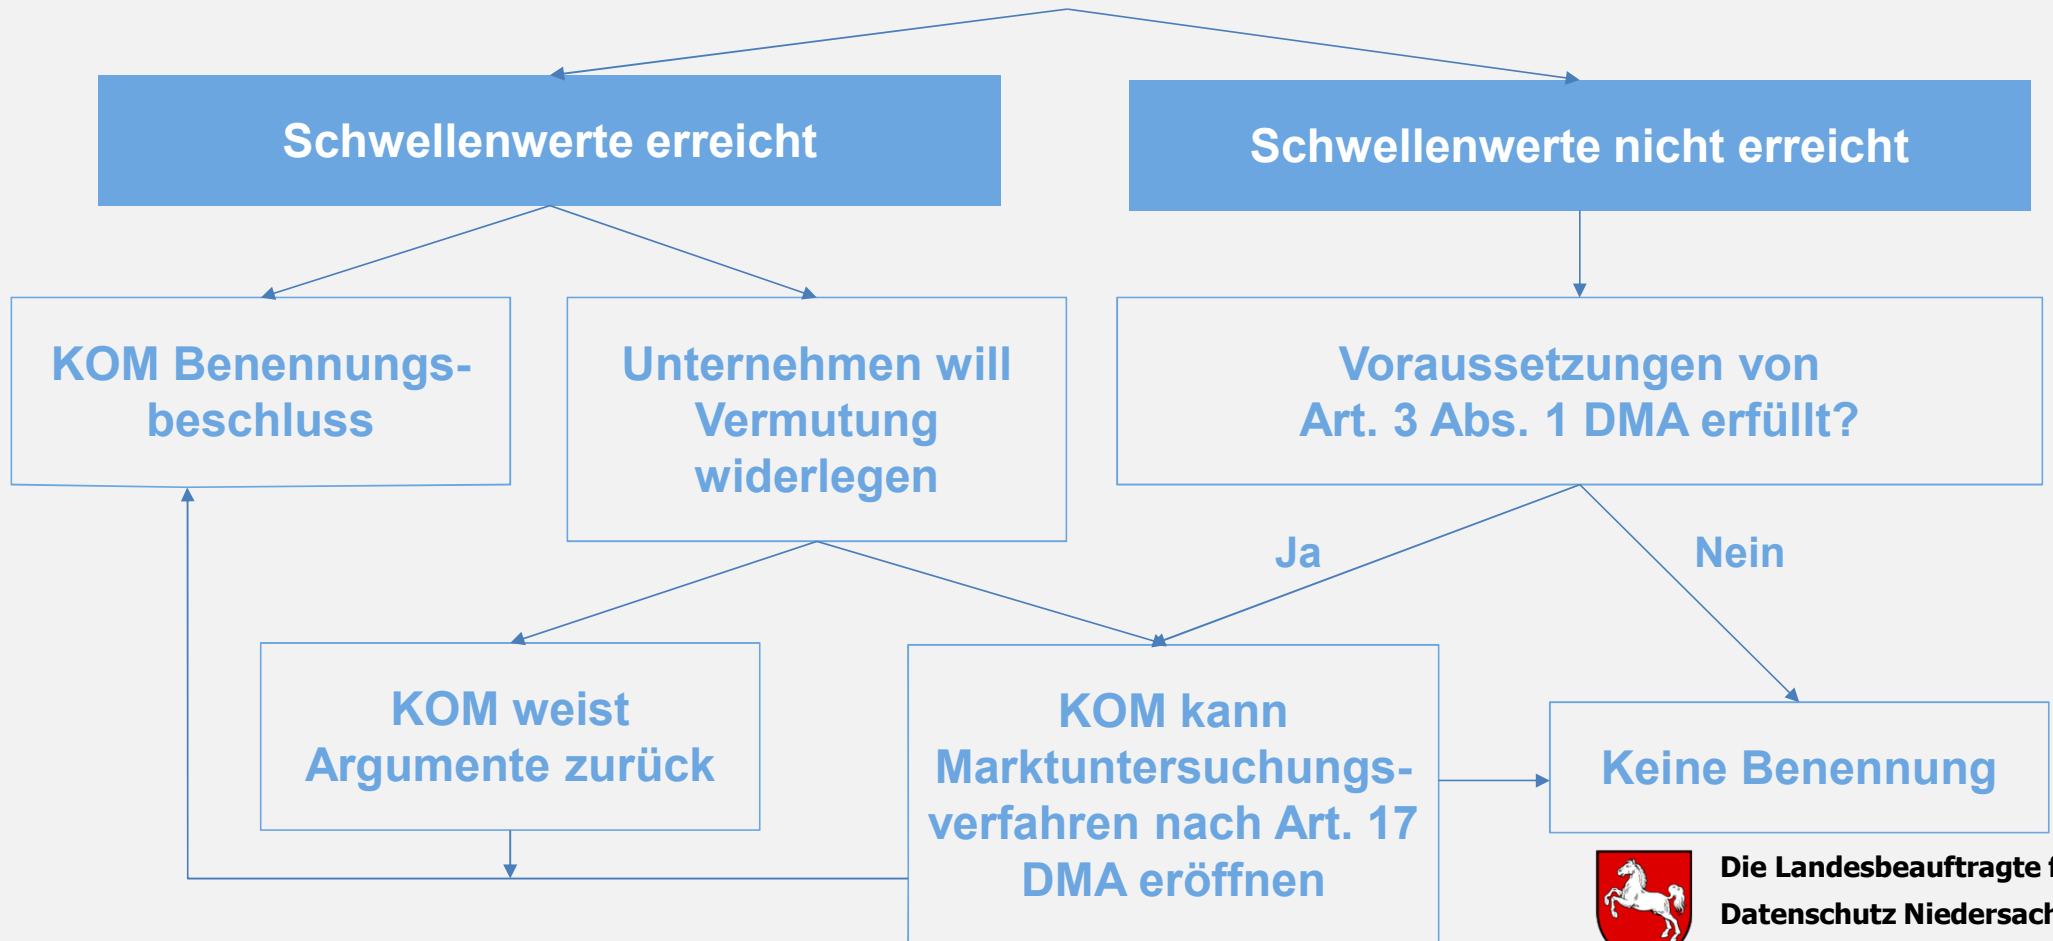 Schwellenwerte erreicht
Schwellenwerte nicht erreicht
KOM Benennungs-
beschluss
Unternehmen will
Vermutung
widerlegen
Voraussetzungen von
Art. 3 Abs. 1 DMA erfüllt?
Ja
Nein
KOM weist
Argumente zurück
KOM kann
Marktuntersuchungs-
verfahren nach Art. 17
DMA eröffnen
Keine Benennung
Die Landesbeauftragte
Datenschutz